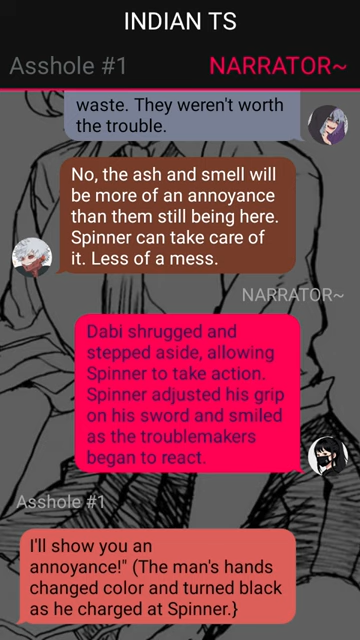 INDIAN TS
Asshole #1
NARRATOR~
waste. They weren't worth
the trouble.
No, the ash and smell will
be more of an annoyance
than them still being here.
Spinner can take care of
it. Less of a mess.
NARRATOR~
Dabi shrugged and
stepped aside, allowing
Spinner to take action.
Spinner adjusted his grip
on his sword and smiled
as the troublemakers
began to react.
Asshole #1
I'll show you an
annoyance!" (The man's hands
changed color and turned black
as he charged at Spinner.}